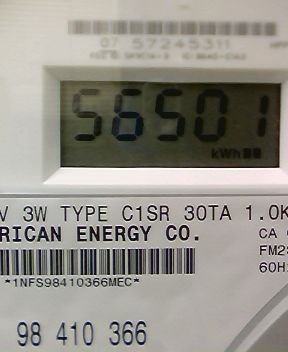 07 57245311
56501
kWh
V 3W TYPE C1SR 30TA 1.0K
RICAN ENERGY CO.
CA
FM2S
60H
*1NFS98410366MEC*
98 410 366